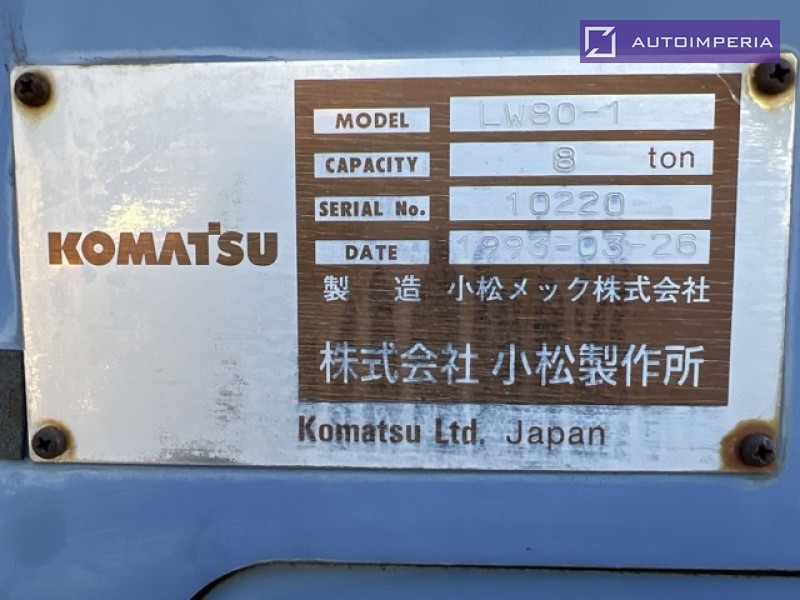 AUTOIMPERIA
KOMATSU
MODEL LW80-1
CAPACITY 8 ton
SERIAL No. 10220
DATE 1993-03-26
製 造 小松メック株式会社
株式会社 小松製作所
Komatsu Ltd. Japan